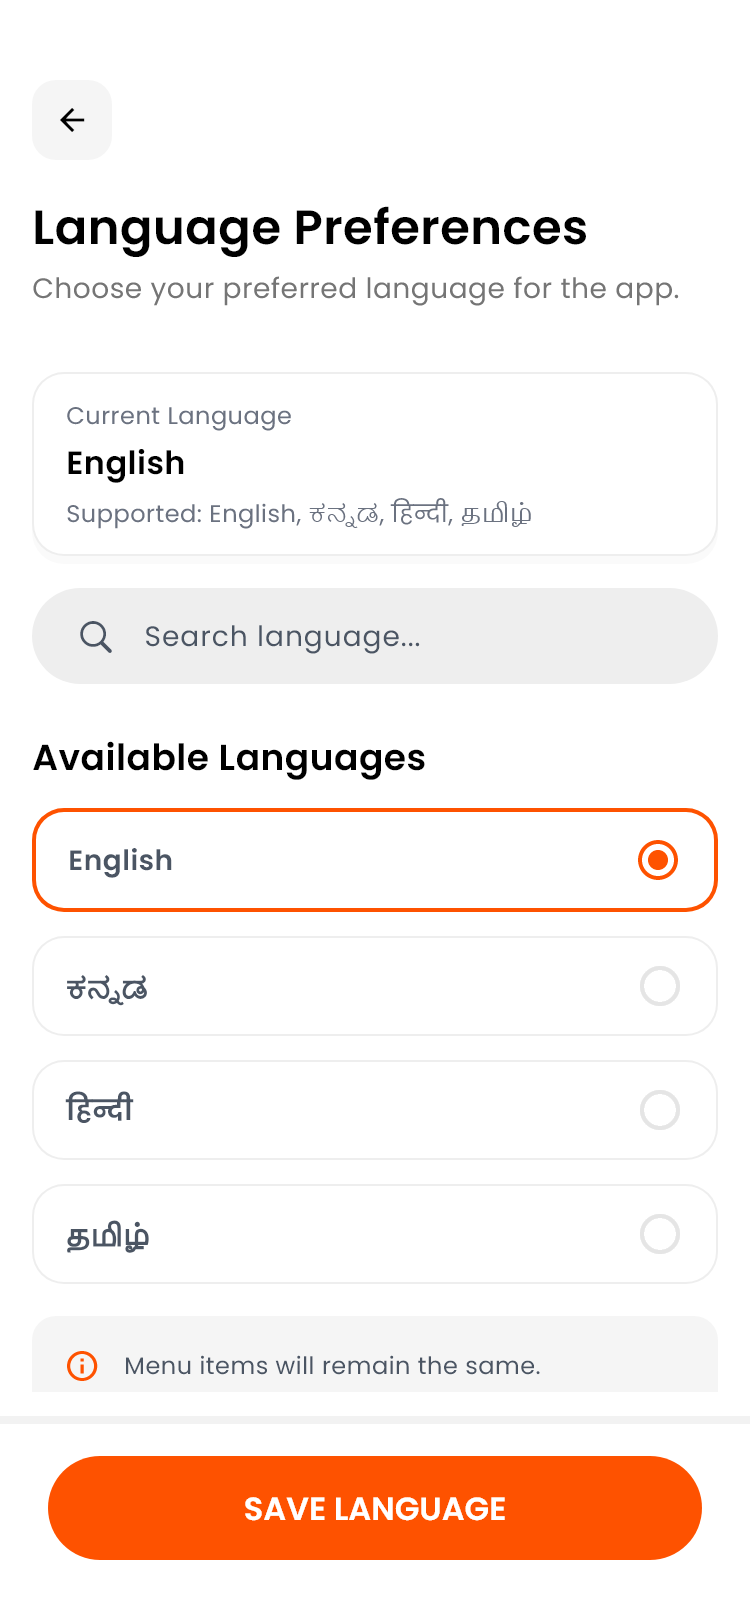 Language Preferences
Choose your preferred language for the app.
Current Language
English
Supported: English, ಕನ್ನಡ, हिन्दी, தமிழ்
Search language...
Available Languages
English
ಕನ್ನಡ
हिन्दी
தமிழ்
Menu items will remain the same.
SAVE LANGUAGE